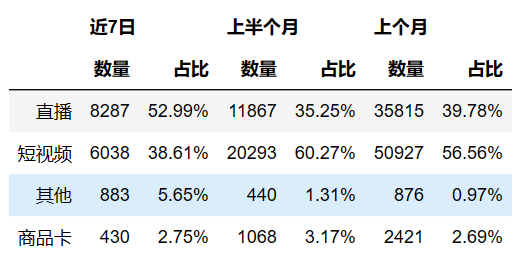 近7日 上半个月 上个月
数量 占比 数量 占比 数量 占比
直播 8287 52.99% 11867 35.25% 35815 39.78%
短视频 6038 38.61% 20293 60.27% 50927 56.56%
其他 883 5.65% 440 1.31% 876 0.97%
商品卡 430 2.75% 1068 3.17% 2421 2.69%